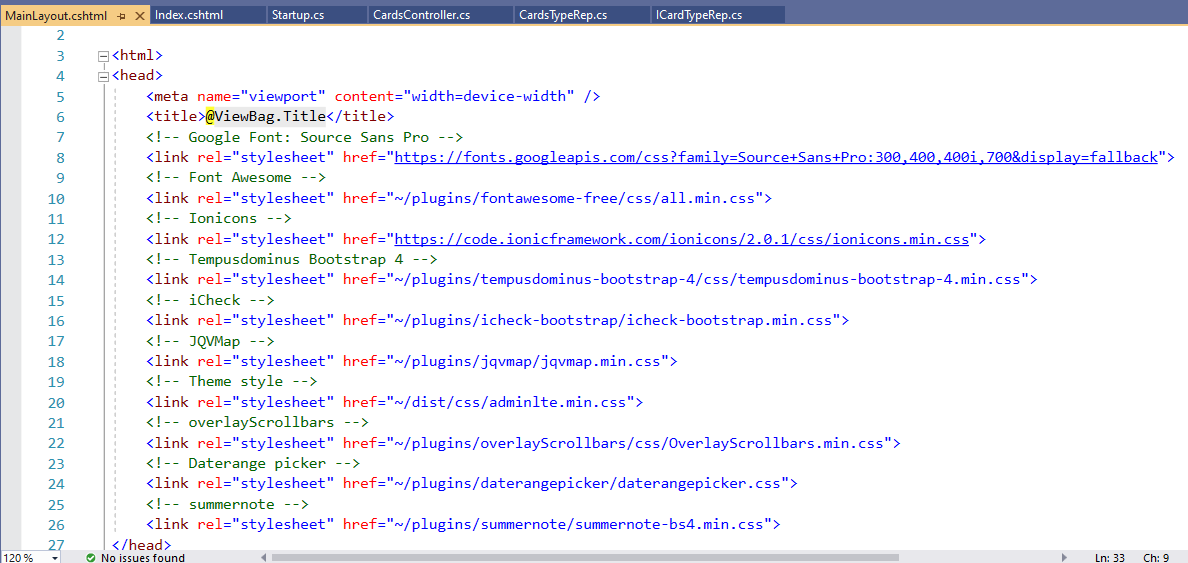 MainLayout.cshtml Index.cshtml Startup.cs CardsController.cs CardsTypeRep.cs ICardTypeRep.cs
2
3 <html>
4 <head>
5 <meta name="viewport" content="width=device-width" />
6 <title>@ViewBag.Title</title>
7 <!-- Google Font: Source Sans Pro -->
8 <link rel="stylesheet" href="https://fonts.googleapis.com/css?family=Source+Sans+Pro:300,400,400i,700&display=fallback">
9 <!-- Font Awesome -->
10 <link rel="stylesheet" href="~/plugins/fontawesome-free/css/all.min.css">
11 <!-- Ionicons -->
12 <link rel="stylesheet" href="https://code.ionicframework.com/ionicons/2.0.1/css/ionicons.min.css">
13 <!-- Tempusdominus Bootstrap 4 -->
14 <link rel="stylesheet" href="~/plugins/tempusdominus-bootstrap-4/css/tempusdominus-bootstrap-4.min.css">
15 <!-- iCheck -->
16 <link rel="stylesheet" href="~/plugins/icheck-bootstrap/icheck-bootstrap.min.css">
17 <!-- JQVMap -->
18 <link rel="stylesheet" href="~/plugins/jqvmap/jqvmap.min.css">
19 <!-- Theme style -->
20 <link rel="stylesheet" href="~/dist/css/adminlte.min.css">
21 <!-- overlayScrollbars -->
22 <link rel="stylesheet" href="~/plugins/overlayScrollbars/css/OverlayScrollbars.min.css">
23 <!-- Daterange picker -->
24 <link rel="stylesheet" href="~/plugins/daterangepicker/daterangepicker.css">
25 <!-- summernote -->
26 <link rel="stylesheet" href="~/plugins/summernote/summernote-bs4.min.css">
27 </head>
120 % No issues found Ln: 33 Ch: 9